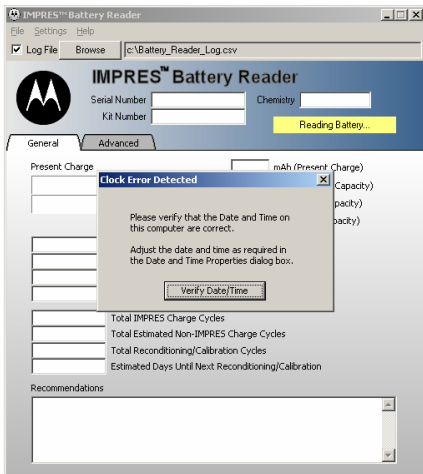 IMPRES™Battery Reader
File Settings Help
Log File Browse c:\Battery_Reader_Log.csv
IMPRES™ Battery Reader
Serial Number Chemistry
Kit Number
Reading Battery...
General Advanced
Present Charge mAh (Present Charge)
Clock Error Detected
Capacity)
pacity)
pacity)
Please verify that the Date and Time on
this computer are correct.
Adjust the date and time as required in
the Date and Time Properties dialog box.
Verify Date/Time
Total IMPRES Charge Cycles
Total Estimated Non-IMPRES Charge Cycles
Total Reconditioning/Calibration Cycles
Estimated Days Until Next Reconditioning/Calibration
Recommendations